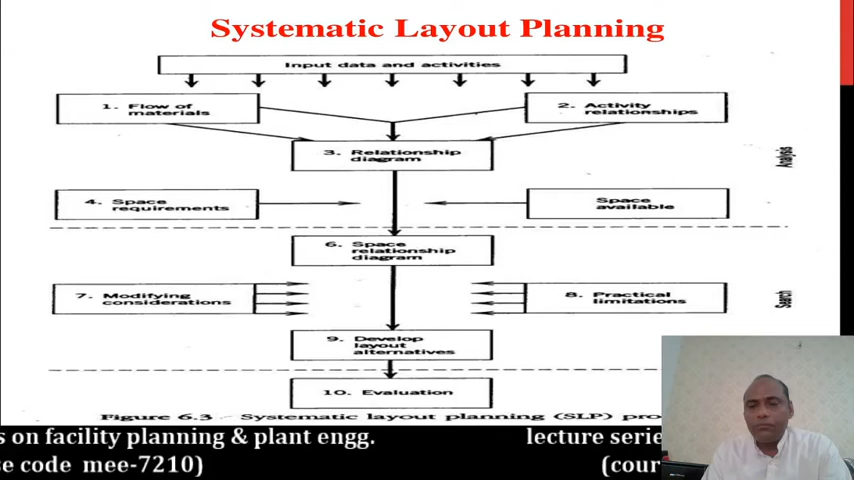 Systematic Layout Planning
Input data and activities
1. Flow of
materials
2. Activity
relationships
3. Relationship
diagram
Analysis
4. Space
requirements
Space
available
6. Space
relationship
diagram
7. Modifying
considerations
8. Practical
limitations
Search
9. Develop
layout
alternatives
10. Evaluation
Figure 6.3 Systematic layout planning (SLP) pro
s on facility planning & plant engg.
lecture serie
se code mee-7210)
(cour